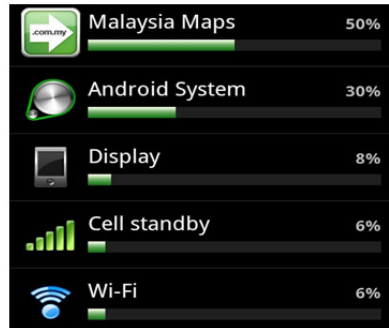 .com.my
Malaysia Maps 50%
Android System 30%
Display 8%
Cell standby 6%
Wi-Fi 6%